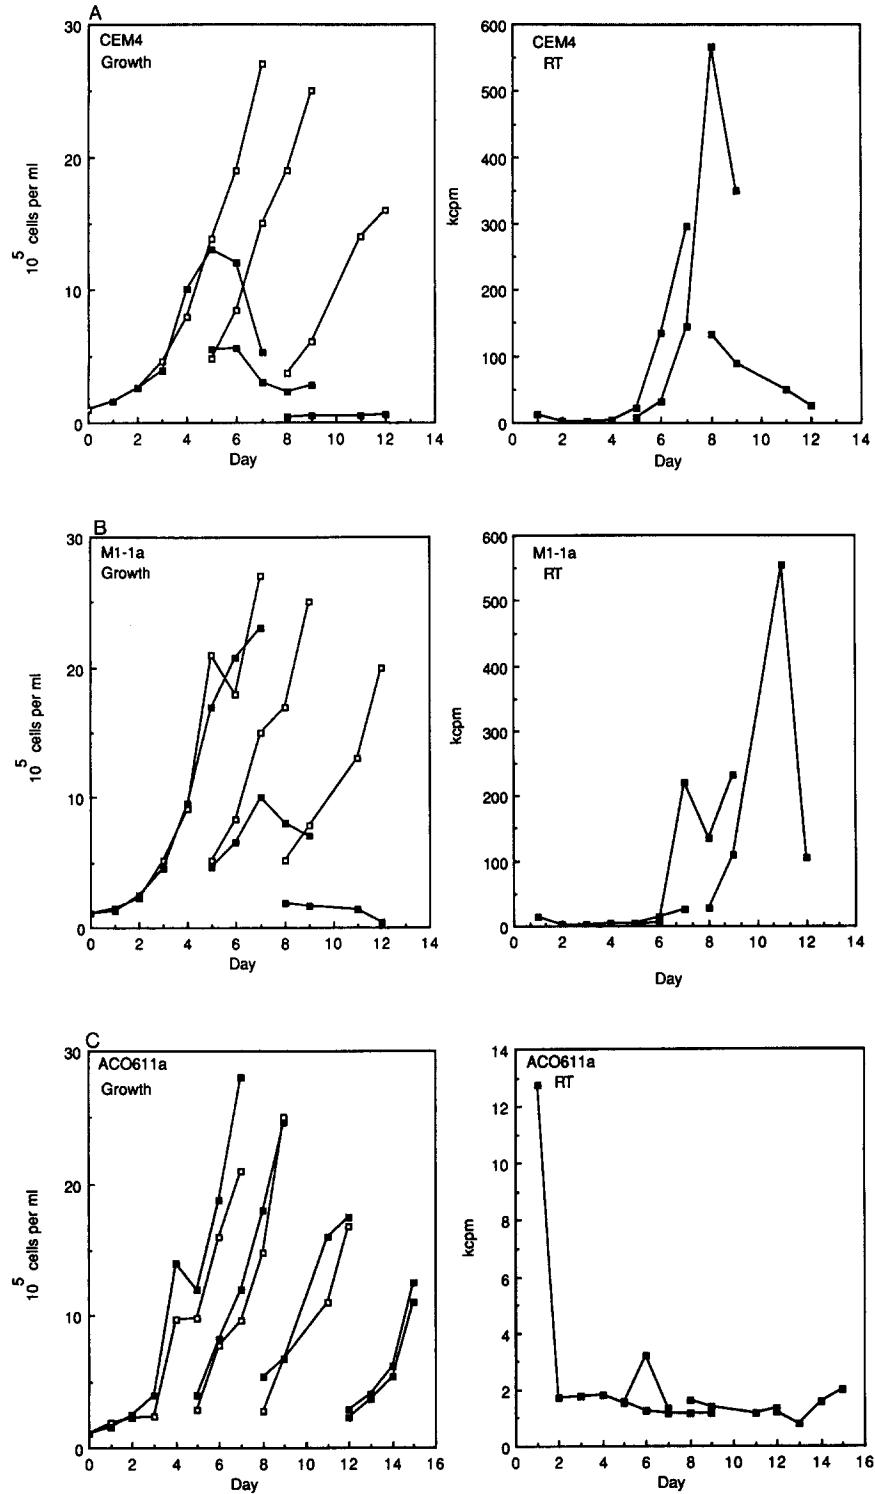 A
CEM4
Growth
10^5 cells per ml
30
20
10
0
0 2 4 6 8 10 12 14
Day
CEM4
RT
kcpm
600
500
400
300
200
100
0
0 2 4 6 8 10 12 14
Day
B
M1-1a
Growth
10^5 cells per ml
30
20
10
0
0 2 4 6 8 10 12 14
Day
M1-1a
RT
kcpm
600
500
400
300
200
100
0
0 2 4 6 8 10 12 14
Day
C
ACO611a
Growth
10^5 cells per ml
30
20
10
0
0 2 4 6 8 10 12 14 16
Day
ACO611a
RT
kcpm
14
12
10
8
6
4
2
0
0 2 4 6 8 10 12 14 16
Day